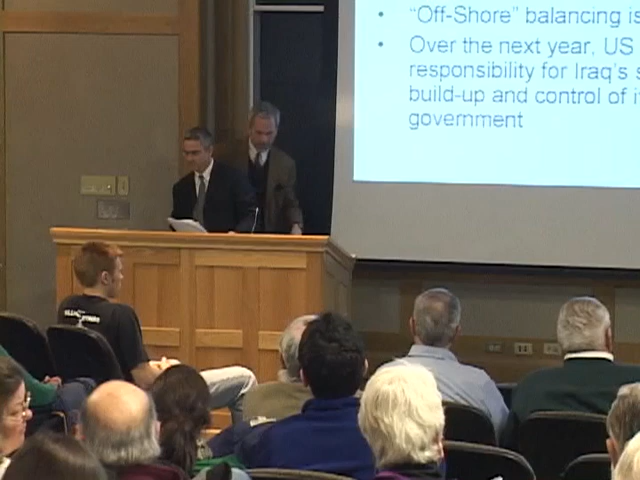 • "Off-Shore" balancing is
• Over the next year, US
responsibility for Iraq's s
build-up and control of i
government